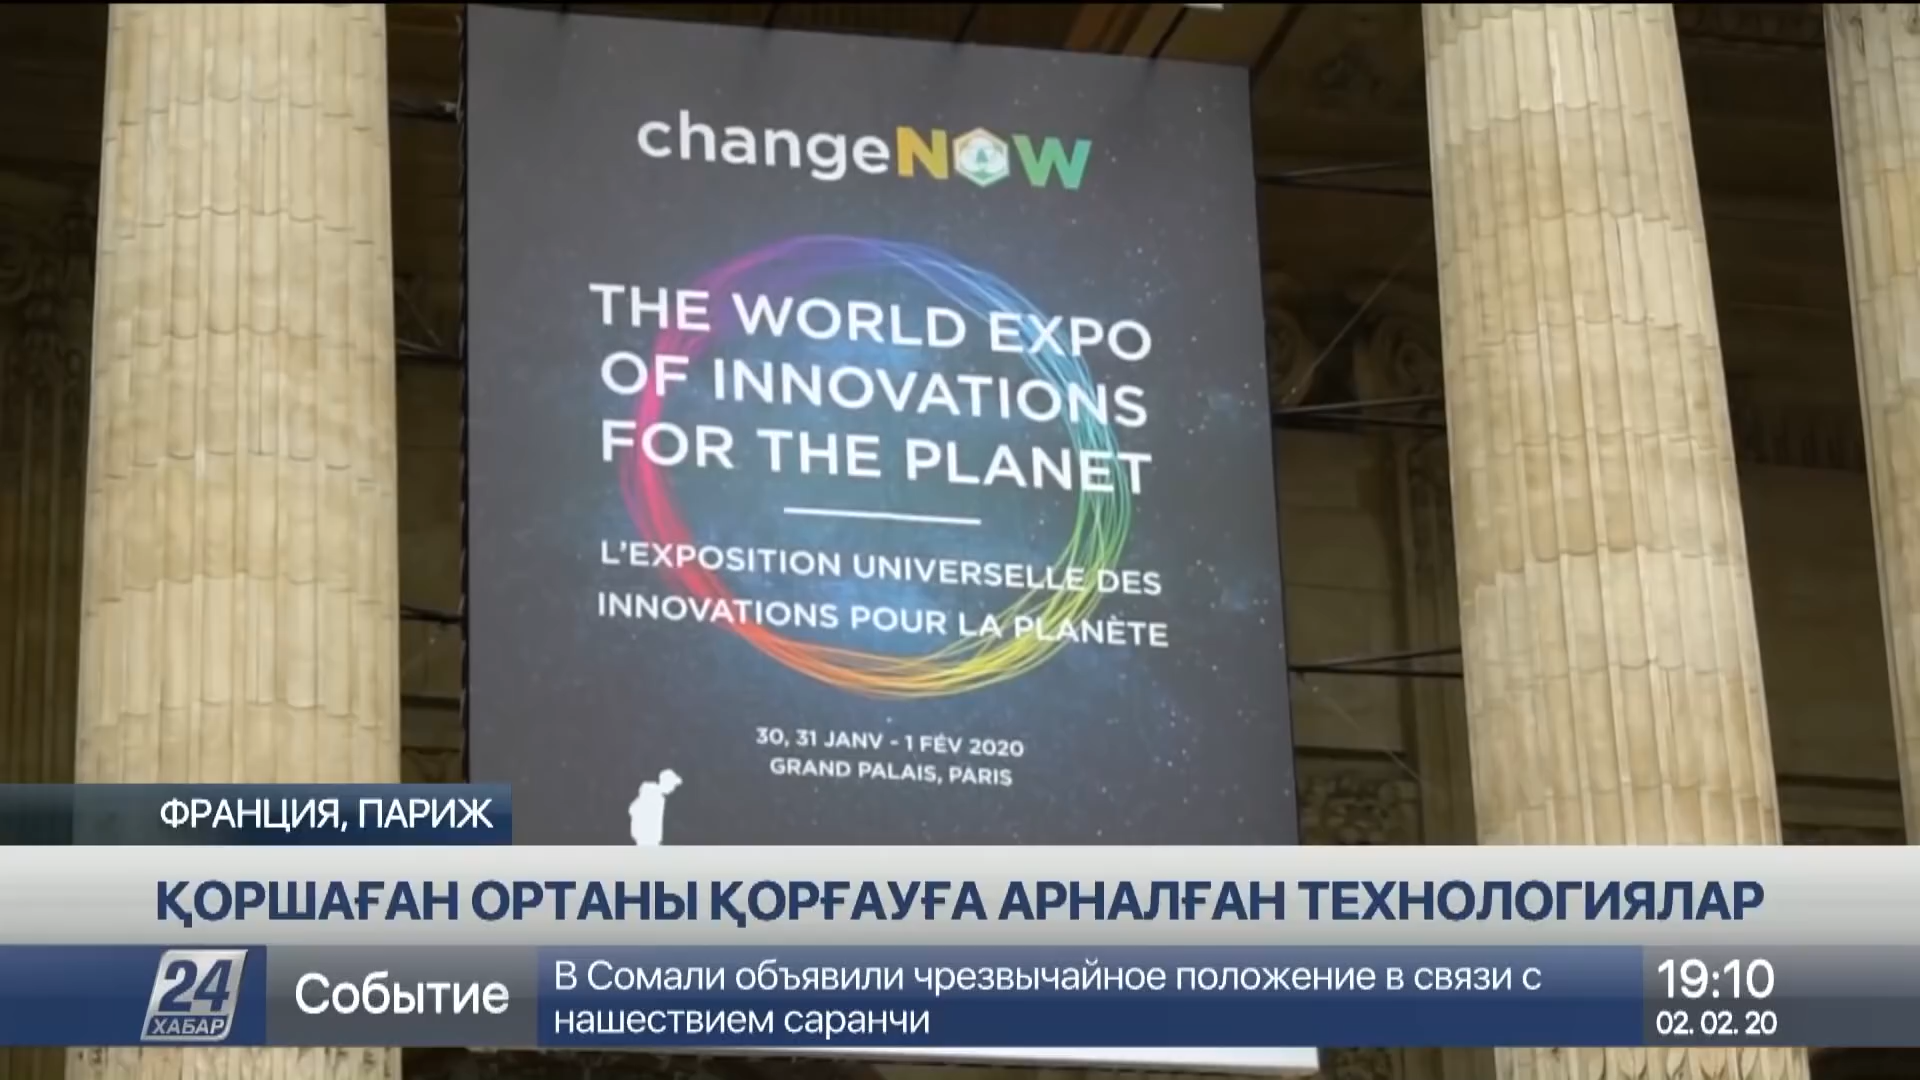 changeNOW
THE WORLD EXPO
OF INNOVATIONS
FOR THE PLANET
L'EXPOSITION UNIVERSELLE DES
INNOVATIONS POUR LA PLANÈTE
30, 31 JANV - 1 FÉV 2020
GRAND PALAIS, PARIS
ФРАНЦИЯ, ПАРИЖ
ҚОРШАҒАН ОРТАНЫ ҚОРҒАУҒА АРНАЛҒАН ТЕХНОЛОГИЯЛАР
24
ХАБАР
Событие
В Сомали объявили чрезвычайное положение в связи с
нашествием саранчи
19:10
02. 02. 20